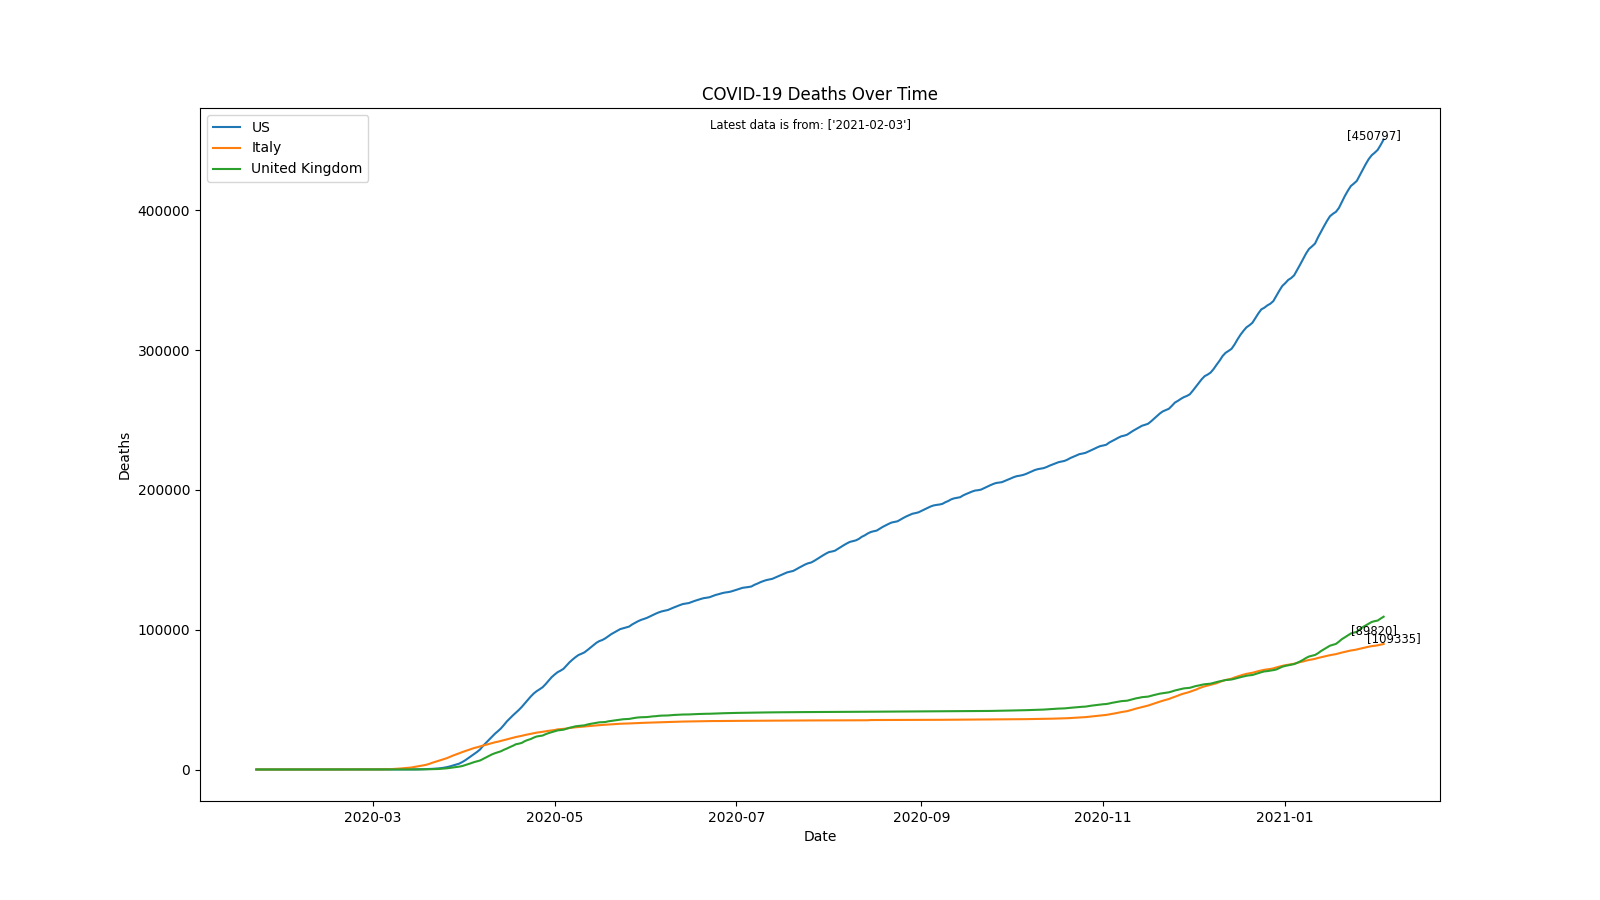 COVID-19 Deaths Over Time
Latest data is from: ['2021-02-03']
US
Italy
United Kingdom
[450797]
[89820]
[109335]
Deaths
400000
300000
200000
100000
0
2020-03 2020-05 2020-07 2020-09 2020-11 2021-01
Date